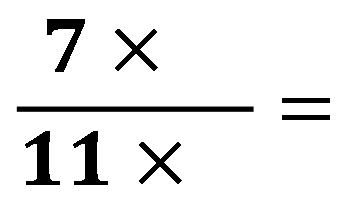 7 ×
11 × =